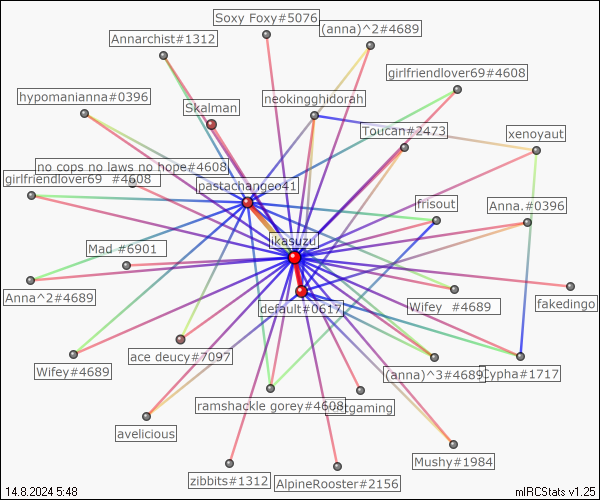 Soxy Foxy#5076
(anna)^2#4689
Annarchist#1312
girlfriendlover69#4608
hypomanianna#0396
neokingghidorah
Skalman
Toucan#2473
xenoyaut
no cops no laws no hope#4608
girlfriendlover69 #4608
pastachangeo41
frisout
Anna.#0396
ikasuzu
Mad #6901
Anna^2#4689
default#0617
Wifey #4689
fakedingo
ace deucy#7097
Wifey#4689
(anna)^3#4689
Cypha#1717
ramshackle gorey#4608
avelicious
Mushy#1984
zibbits#1312
AlpineRooster#2156
14.8.2024 5:48
mIRCStats v1.25